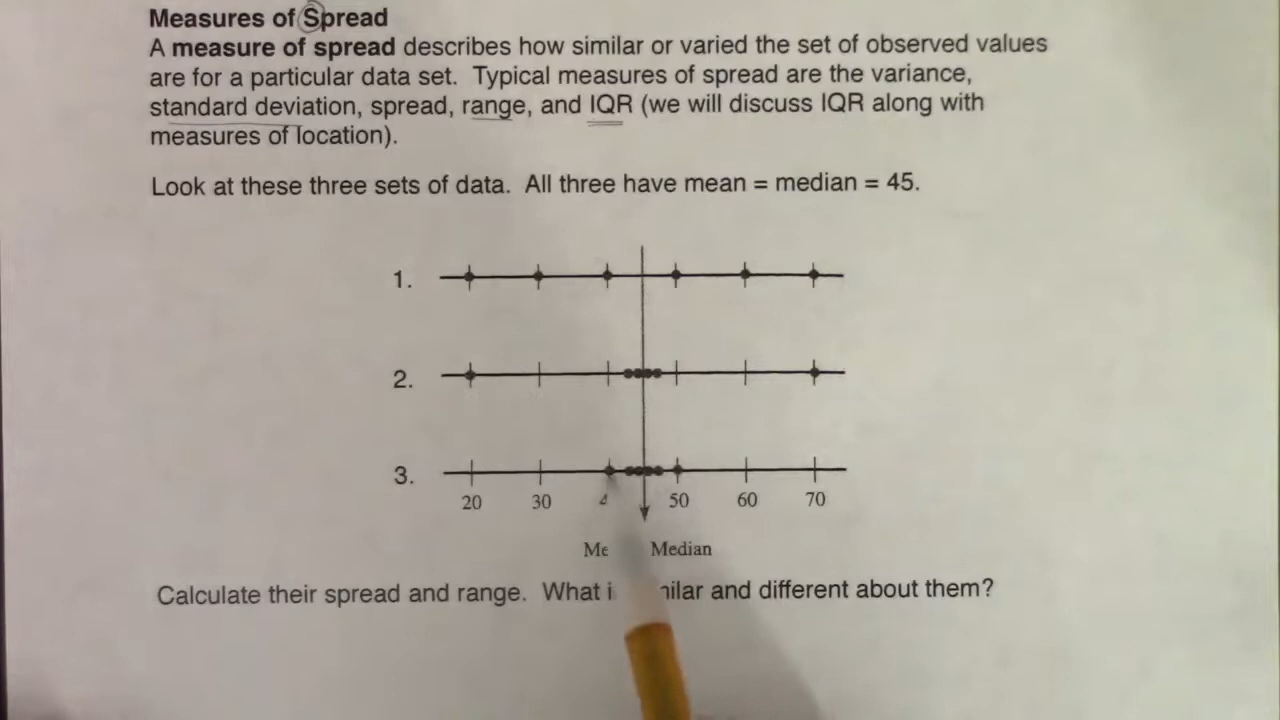 Measures of Spread
A measure of spread describes how similar or varied the set of observed values
are for a particular data set. Typical measures of spread are the variance,
standard deviation, spread, range, and IQR (we will discuss IQR along with
measures of location).
Look at these three sets of data. All three have mean = median = 45.
1.
2.
3.
20 30 50 60 70
Me Median
Calculate their spread and range. What i nilar and different about them?